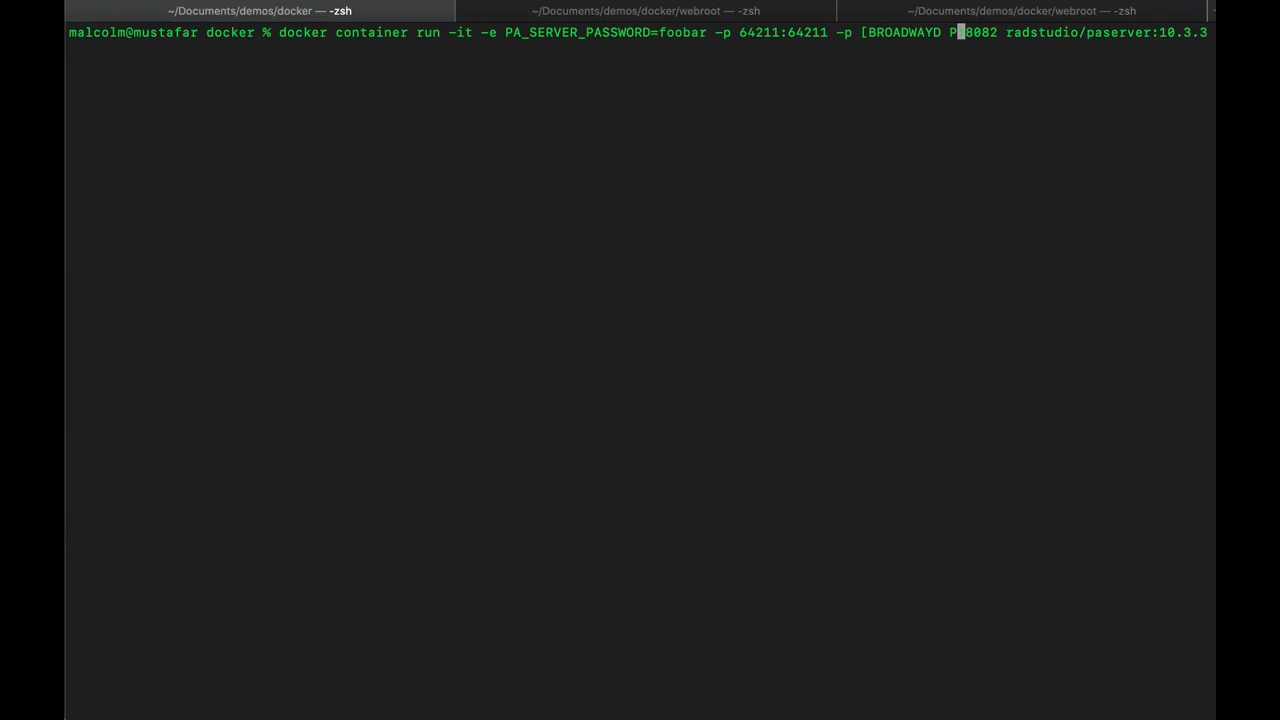 ~/Documents/demos/docker — -zsh
~/Documents/demos/docker/webroot — -zsh
~/Documents/demos/docker/webroot — -zsh
malcolm@mustafar docker % docker container run -it -e PA_SERVER_PASSWORD=foobar -p 64211:64211 -p [BROADWAYD P:8082 radstudio/paserver:10.3.3